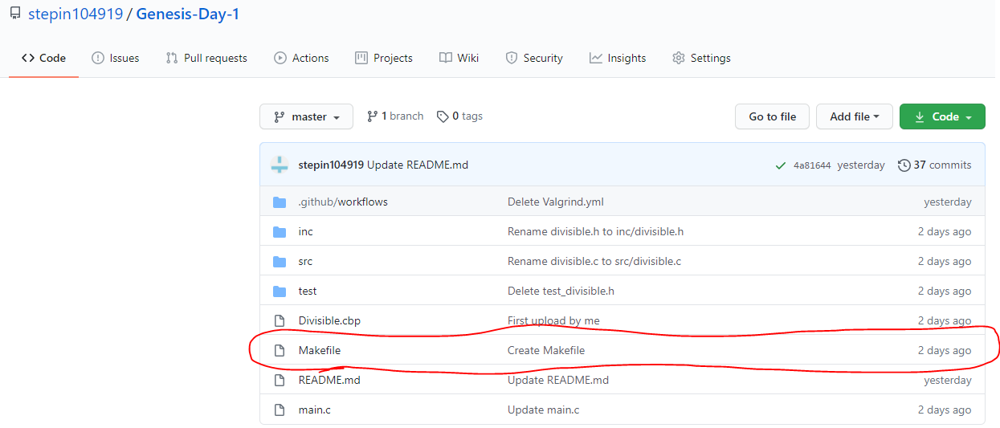 stepin104919 / Genesis-Day-1
Code Issues Pull requests Actions Projects Wiki Security Insights Settings
master 1 branch 0 tags Go to file Add file Code
stepin104919 Update README.md 4a81644 yesterday 37 commits
.github/workflows Delete Valgrind.yml yesterday
inc Rename divisible.h to inc/divisible.h 2 days ago
src Rename divisible.c to src/divisible.c 2 days ago
test Delete test_divisible.h 2 days ago
Divisible.cbp First upload by me 2 days ago
Makefile Create Makefile 2 days ago
README.md Update README.md yesterday
main.c Update main.c 2 days ago